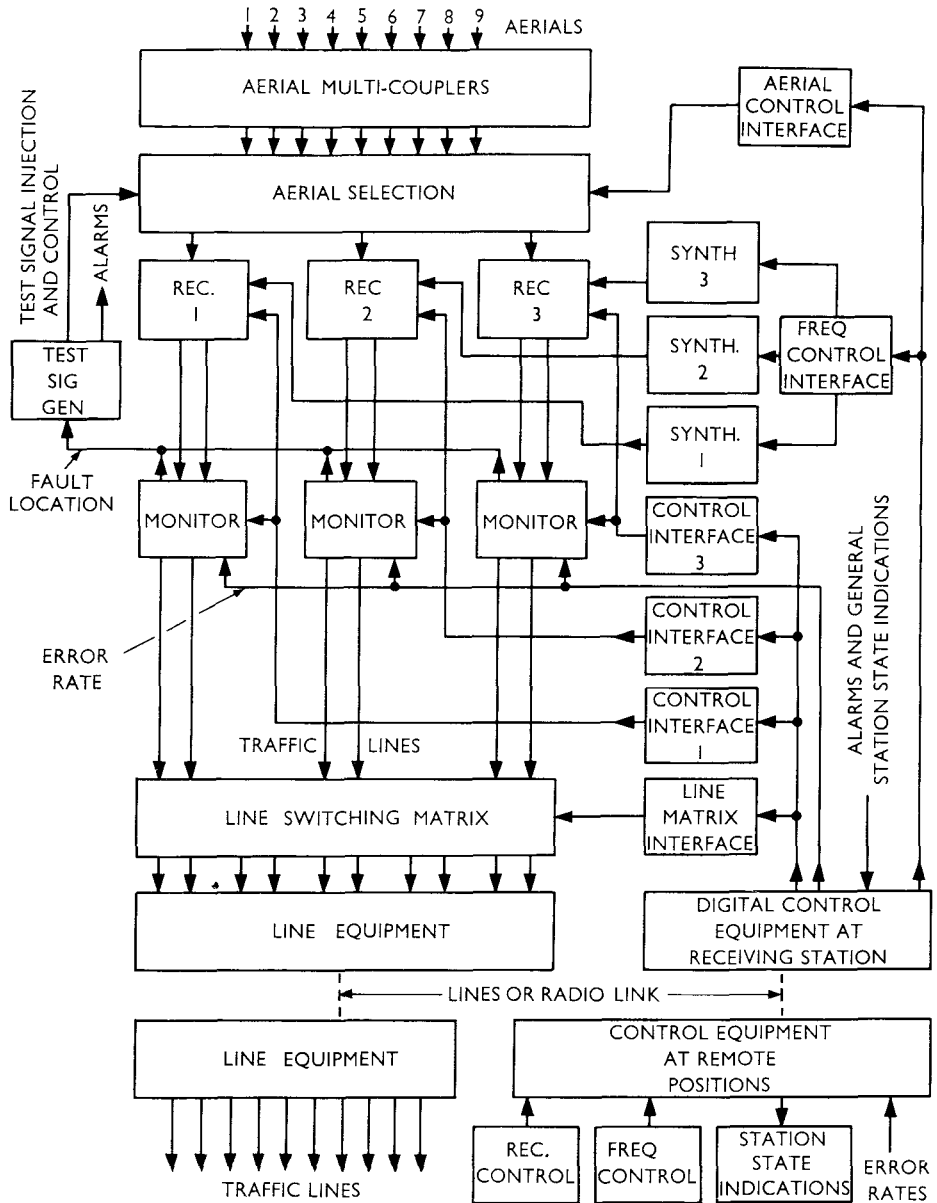 1 2 3 4 5 6 7 8 9
AERIALS
AERIAL MULTI-COUPLERS
AERIAL
CONTROL
INTERFACE
TEST SIGNAL INJECTION
AND CONTROL
ALARMS
AERIAL SELECTION
REC.
1
REC
2
REC
3
SYNTH
3
SYNTH.
2
SYNTH.
1
FREQ
CONTROL
INTERFACE
TEST
SIG
GEN
FAULT
LOCATION
MONITOR
MONITOR
MONITOR
CONTROL
INTERFACE
3
CONTROL
INTERFACE
2
CONTROL
INTERFACE
1
ALARMS AND GENERAL
STATION STATE INDICATIONS
ERROR
RATE
TRAFFIC LINES
LINE SWITCHING MATRIX
LINE
MATRIX
INTERFACE
LINE EQUIPMENT
DIGITAL CONTROL
EQUIPMENT AT
RECEIVING STATION
LINES OR RADIO LINK
LINE EQUIPMENT
CONTROL EQUIPMENT
AT REMOTE
POSITIONS
TRAFFIC LINES
REC.
CONTROL
FREQ
CONTROL
STATION
STATE
INDICATIONS
ERROR
RATES